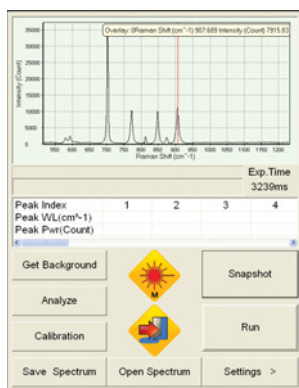 Overlay: 0Raman Shift (cm^-1) 907.689 Intensity (Count) 7915.83
35000
30000
25000
20000
15000
10000
5000
0
Intensity (Count)
550 600 650 700 750 800 850 900 950 1000 1050 1100 1150 1200 1250
Raman Shift (cm^-1)
Exp.Time
3239ms
Peak Index 1 2 3 4
Peak WL(cm^-1)
Peak Pwr(Count)
Get Background
M
Snapshot
Analyze
Calibration
Run
Save Spectrum
Open Spectrum
Settings >